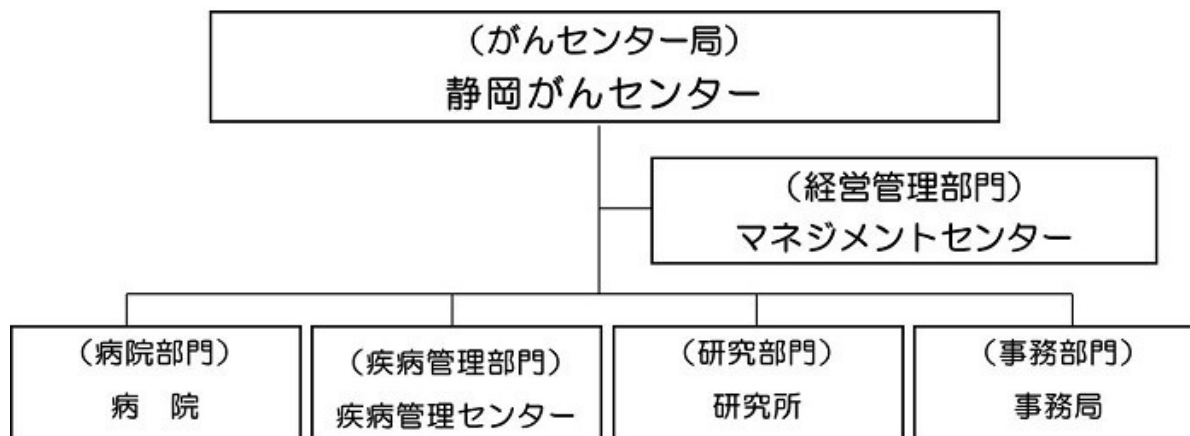 （がんセンター局）
静岡がんセンター
（経営管理部門）
マネジメントセンター
（病院部門）
病　院
（疾病管理部門）
疾病管理センター
（研究部門）
研究所
（事務部門）
事務局